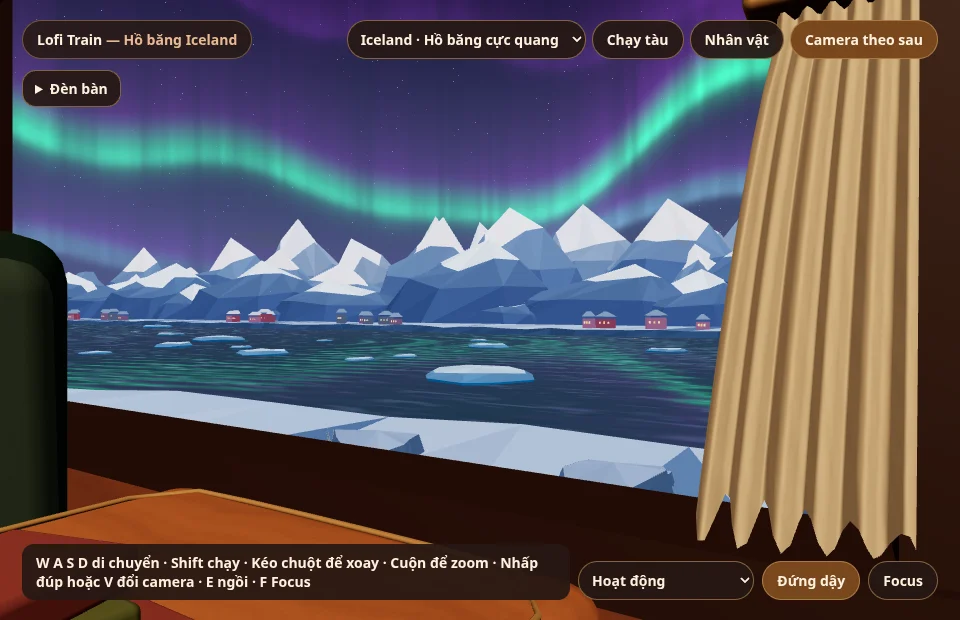 Lofi Train — Hồ băng Iceland
Iceland · Hồ băng cực quang
Chạy tàu
Nhân vật
Camera theo sau
▶ Đèn bàn
W A S D di chuyển · Shift chạy · Kéo chuột để xoay · Cuộn để zoom · Nhấp
đúp hoặc V đổi camera · E ngồi · F Focus
Hoạt động
Đứng dậy
Focus